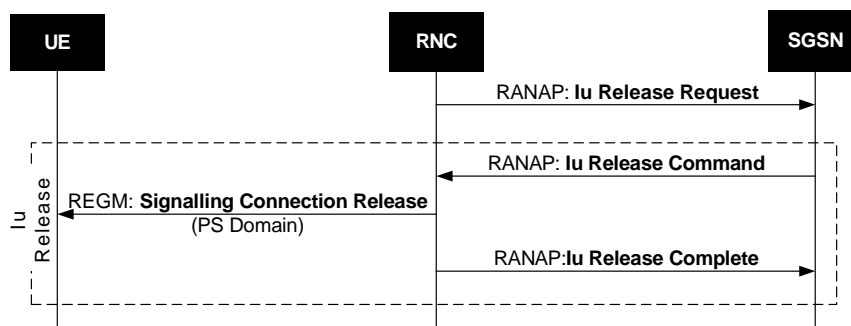 UE
RNC
SGSN
RANAP: Iu Release Request
RANAP: Iu Release Command
REGM: Signalling Connection Release
(PS Domain)
Iu
Release
RANAP:Iu Release Complete